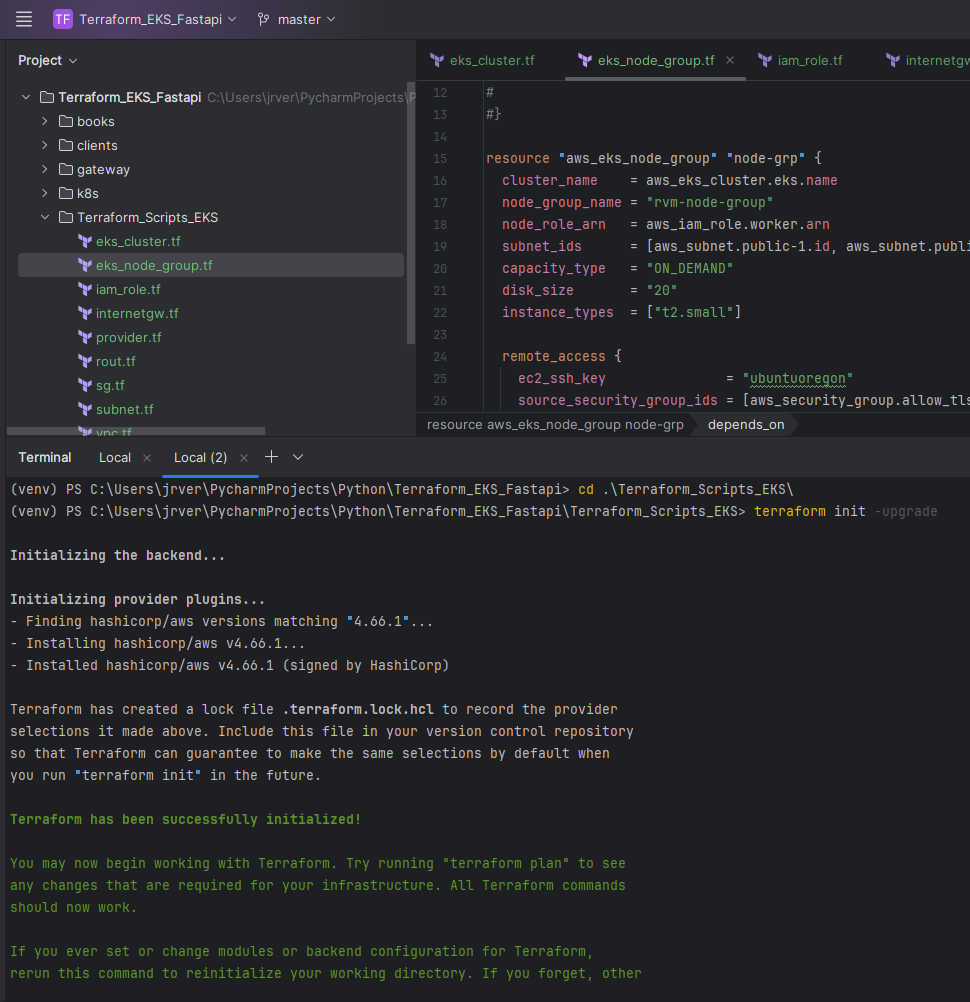 TF Terraform_EKS_Fastapi master
Project
Terraform_EKS_Fastapi C:\Users\jrver\PycharmProjects\P
books
clients
gateway
k8s
Terraform_Scripts_EKS
eks_cluster.tf
eks_node_group.tf
iam_role.tf
internetgw.tf
provider.tf
rout.tf
sg.tf
subnet.tf
vpc.tf
eks_cluster.tf eks_node_group.tf iam_role.tf internetgw
12 #
13 #}
14
15 resource "aws_eks_node_group" "node-grp" {
16 cluster_name = aws_eks_cluster.eks.name
17 node_group_name = "rvm-node-group"
18 node_role_arn = aws_iam_role.worker.arn
19 subnet_ids = [aws_subnet.public-1.id, aws_subnet.publi
20 capacity_type = "ON_DEMAND"
21 disk_size = "20"
22 instance_types = ["t2.small"]
23
24 remote_access {
25 ec2_ssh_key = "ubuntuoregon"
26 source_security_group_ids = [aws_security_group.allow_tls
resource aws_eks_node_group node-grp depends_on
Terminal Local Local (2)
(venv) PS C:\Users\jrver\PycharmProjects\Python\Terraform_EKS_Fastapi> cd .\Terraform_Scripts_EKS\
(venv) PS C:\Users\jrver\PycharmProjects\Python\Terraform_EKS_Fastapi\Terraform_Scripts_EKS> terraform init -upgrade
Initializing the backend...
Initializing provider plugins...
- Finding hashicorp/aws versions matching "4.66.1"...
- Installing hashicorp/aws v4.66.1...
- Installed hashicorp/aws v4.66.1 (signed by HashiCorp)
Terraform has created a lock file .terraform.lock.hcl to record the provider
selections it made above. Include this file in your version control repository
so that Terraform can guarantee to make the same selections by default when
you run "terraform init" in the future.
Terraform has been successfully initialized!
You may now begin working with Terraform. Try running "terraform plan" to see
any changes that are required for your infrastructure. All Terraform commands
should now work.
If you ever set or change modules or backend configuration for Terraform,
rerun this command to reinitialize your working directory. If you forget, other